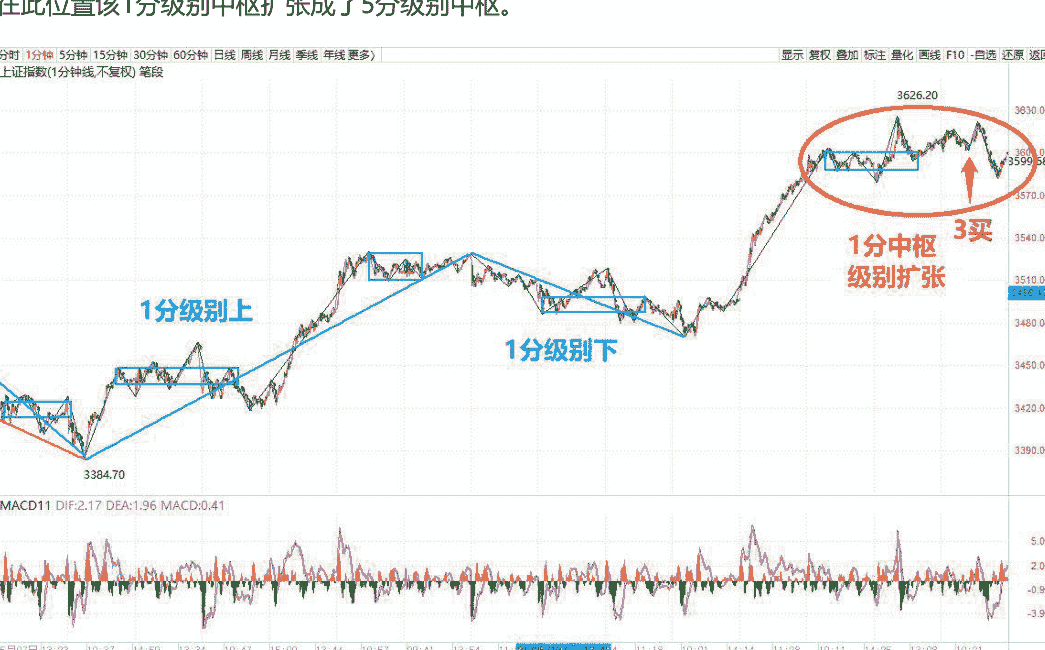 在此位置该1分级别中枢扩张成了5分级别中枢。
分时 1分钟 5分钟 15分钟 30分钟 60分钟 日线 周线 月线 季线 年线 更多〉
显示 复权 叠加 标注 量化 画线 F10 -自选 还原 返回
上证指数(1分钟线,不复权) 笔段
3626.20
3630.0
3599.58
3570.0
3买
3540.0
1分中枢
级别扩张
3510.0
1分级别上
3480.0
1分级别下
3450.0
3420.0
3390.0
3384.70
MACD11 DIF:2.17 DEA:1.96 MACD:0.41
5.0
2.0
-0.9
-3.9